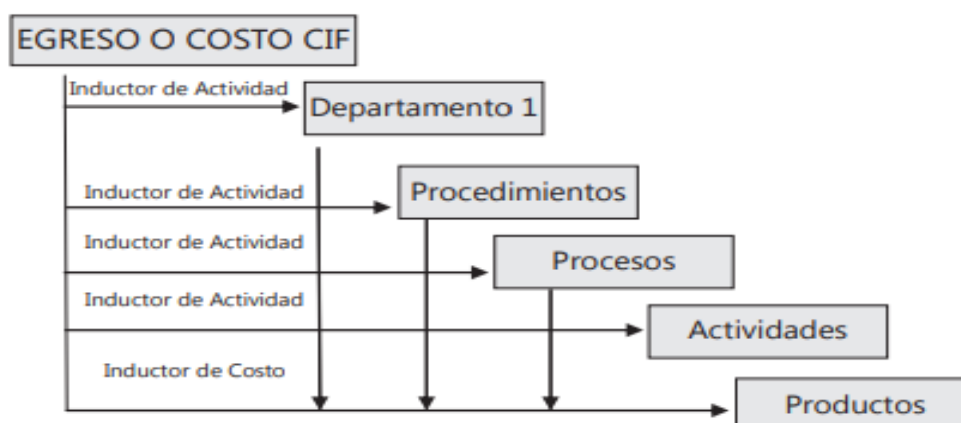 EGRESO O COSTO CIF
Inductor de Actividad
Departamento 1
Inductor de Actividad
Procedimientos
Inductor de Actividad
Procesos
Inductor de Actividad
Actividades
Inductor de Costo
Productos